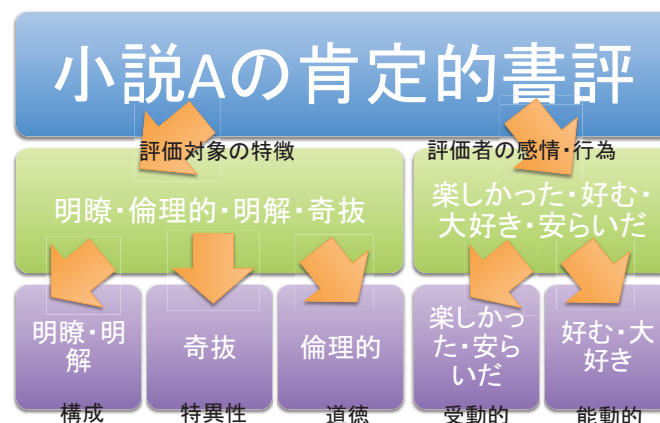 小説Aの肯定的書評
評価対象の特徴
評価者の感情・行為
明瞭・倫理的・明解・奇抜
楽しかった・好む・
大好き・安らいだ
明瞭・明
解
奇抜
倫理的
楽しかっ
た・安ら
いだ
好む・大
好き
構成
特異性
道徳
受動的
能動的